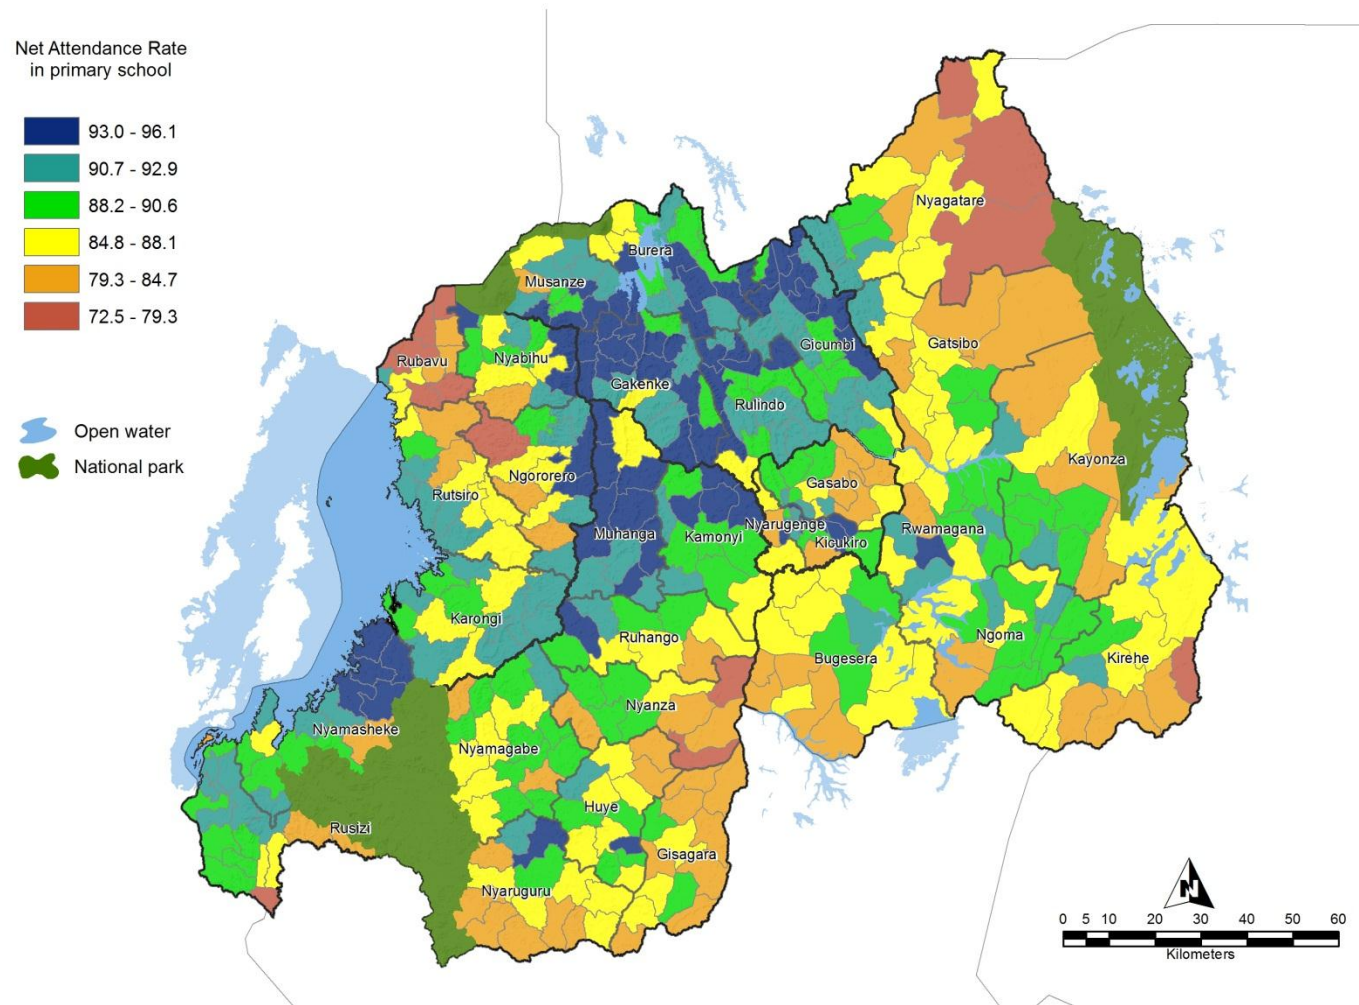 Net Attendance Rate
in primary school
93.0 - 96.1
90.7 - 92.9
88.2 - 90.6
84.8 - 88.1
79.3 - 84.7
72.5 - 79.3
Open water
National park
Nyagatare
Burera
Musanze
Gatsibo
Gicumbi
Nyabihu
Rubavu
Gakenke
Rulindo
Kayonza
Ngororero
Gasabo
Rutsiro
Nyarugenge
Rwamagana
Muhanga
Kamonyi
Kicukiro
Karongi
Ruhango
Ngoma
Bugesera
Kirehe
Nyanza
Nyamasheke
Nyamagabe
Huye
Rusizi
Gisagara
Nyaruguru
N
0 5 10 20 30 40 50 60
Kilometers